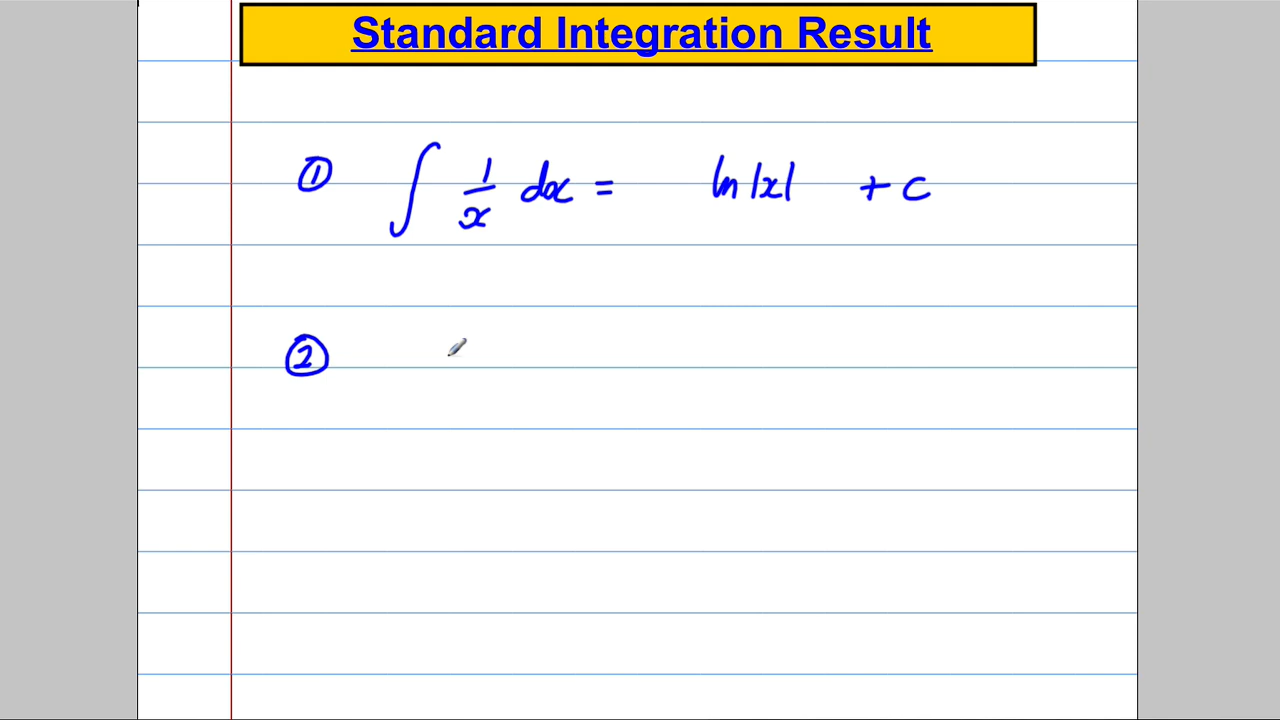 Standard Integration Result
① ∫ 1/x dx = ln|x| + c
②